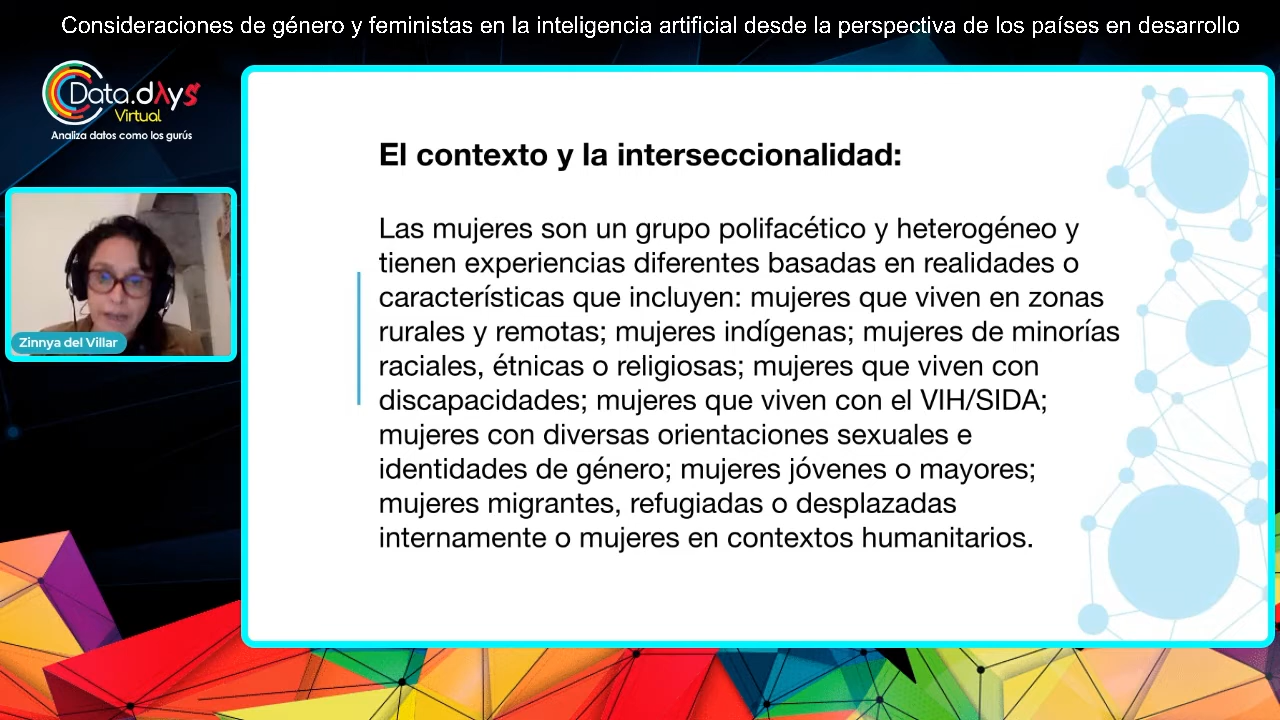 Consideraciones de género y feministas en la inteligencia artificial desde la perspectiva de los países en desarrollo
Data.dAys
Virtual
Analiza datos como los gurús
Zinnya del Villar
El contexto y la interseccionalidad:
Las mujeres son un grupo polifacético y heterogéneo y
tienen experiencias diferentes basadas en realidades o
características que incluyen: mujeres que viven en zonas
rurales y remotas; mujeres indígenas; mujeres de minorías
raciales, étnicas o religiosas; mujeres que viven con
discapacidades; mujeres que viven con el VIH/SIDA;
mujeres con diversas orientaciones sexuales e
identidades de género; mujeres jóvenes o mayores;
mujeres migrantes, refugiadas o desplazadas
internamente o mujeres en contextos humanitarios.